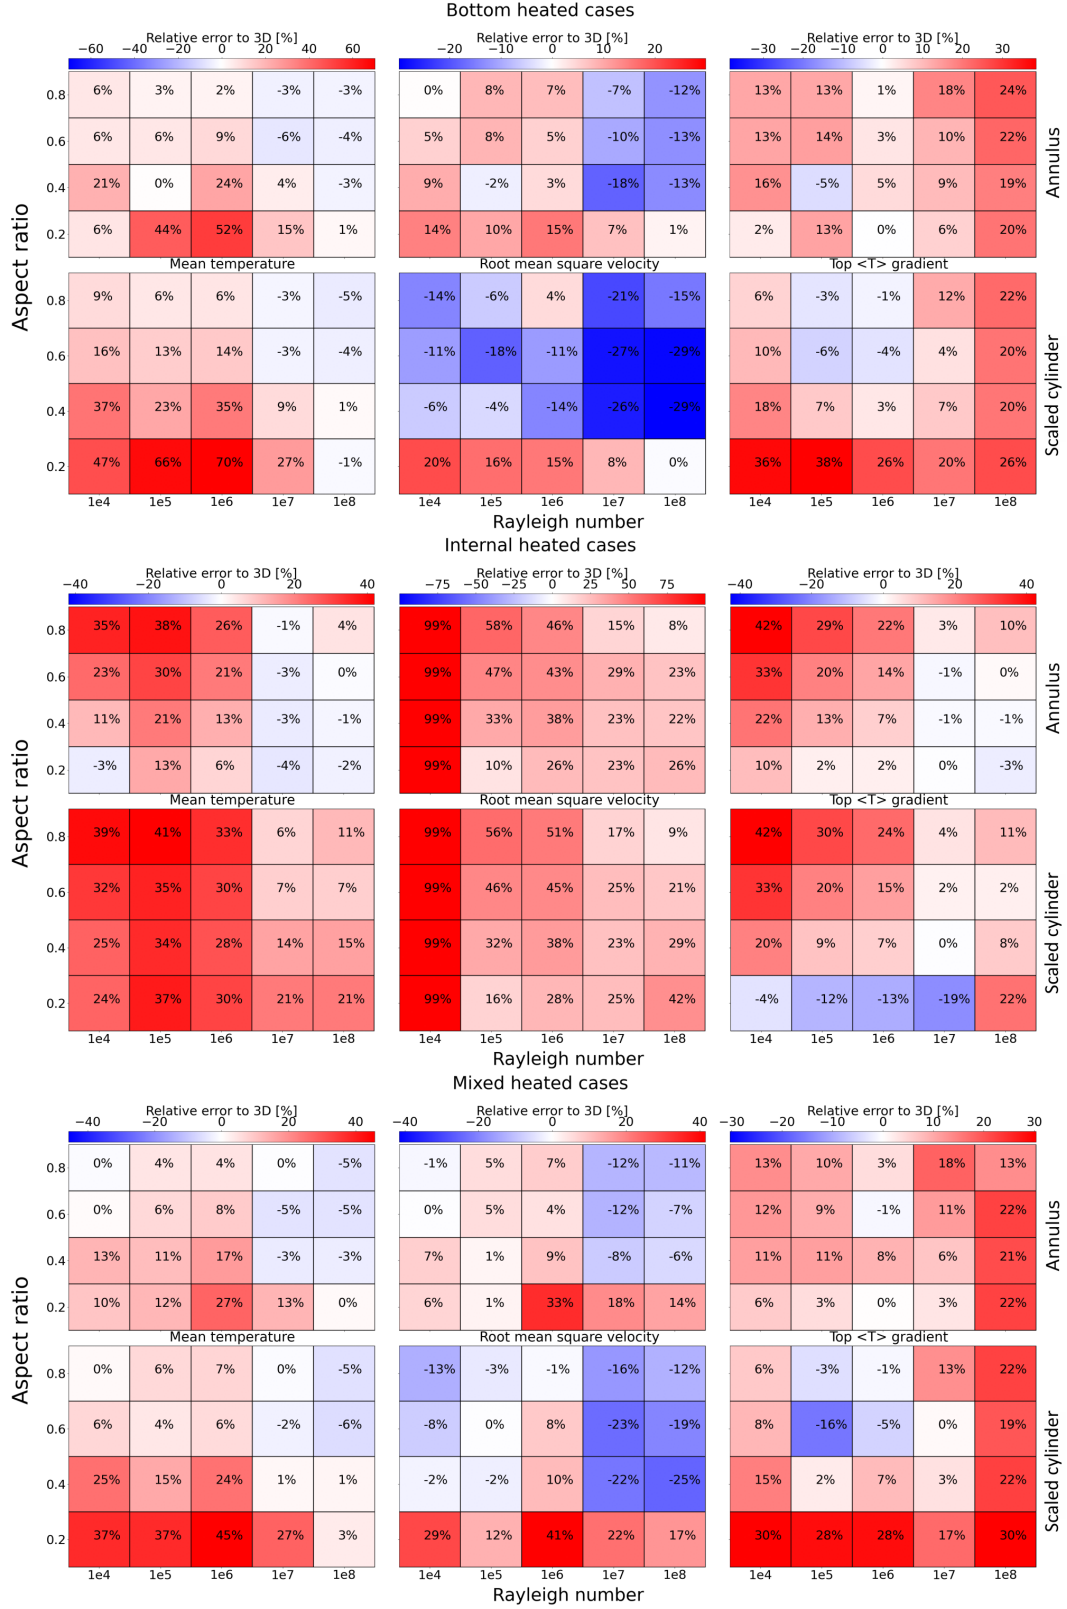 Bottom heated cases
Relative error to 3D [%] Relative error to 3D [%] Relative error to 3D [%]
−60 −40 −20 0 20 40 60 −20 −10 0 10 20 −30 −20 −10 0 10 20 30
0.8 6% 3% 2% -3% -3% 0% 8% 7% -7% -12% 13% 13% 1% 18% 24%
0.6 6% 6% 9% -6% -4% 5% 8% 5% -10% -13% 13% 14% 3% 10% 22%
0.4 21% 0% 24% 4% -3% 9% -2% 3% -18% -13% 16% -5% 5% 9% 19%
0.2 6% 44% 52% 15% 1% 14% 10% 15% 7% 1% 2% 13% 0% 6% 20%
Annulus
Mean temperature Root mean square velocity Top <T> gradient
Aspect ratio
0.8 9% 6% 6% -3% -5% -14% -6% 4% -21% -15% 6% -3% -1% 12% 22%
0.6 16% 13% 14% -3% -4% -11% -18% -11% -27% -29% 10% -6% -4% 4% 20%
0.4 37% 23% 35% 9% 1% -6% -4% -14% -26% -29% 18% 7% 3% 7% 20%
0.2 47% 66% 70% 27% -1% 20% 16% 15% 8% 0% 36% 38% 26% 20% 26%
Scaled cylinder
1e4 1e5 1e6 1e7 1e8 1e4 1e5 1e6 1e7 1e8 1e4 1e5 1e6 1e7 1e8
Rayleigh number
Internal heated cases
Relative error to 3D [%] Relative error to 3D [%] Relative error to 3D [%]
−40 −20 0 20 40 −75 −50 −25 0 25 50 75 −40 −20 0 20 40
0.8 35% 38% 26% -1% 4% 99% 58% 46% 15% 8% 42% 29% 22% 3% 10%
0.6 23% 30% 21% -3% 0% 99% 47% 43% 29% 23% 33% 20% 14% -1% 0%
0.4 11% 21% 13% -3% -1% 99% 33% 38% 23% 22% 22% 13% 7% -1% -1%
0.2 -3% 13% 6% -4% -2% 99% 10% 26% 23% 26% 10% 2% 2% 0% -3%
Annulus
Mean temperature Root mean square velocity Top <T> gradient
Aspect ratio
0.8 39% 41% 33% 6% 11% 99% 56% 51% 17% 9% 42% 30% 24% 4% 11%
0.6 32% 35% 30% 7% 7% 99% 46% 45% 25% 21% 33% 20% 15% 2% 2%
0.4 25% 34% 28% 14% 15% 99% 32% 38% 23% 29% 20% 9% 7% 0% 8%
0.2 24% 37% 30% 21% 21% 99% 16% 28% 25% 42% -4% -12% -13% -19% 22%
Scaled cylinder
1e4 1e5 1e6 1e7 1e8 1e4 1e5 1e6 1e7 1e8 1e4 1e5 1e6 1e7 1e8
Rayleigh number
Mixed heated cases
Relative error to 3D [%] Relative error to 3D [%] Relative error to 3D [%]
−40 −20 0 20 40 −40 −20 0 20 40 −30 −20 −10 0 10 20 30
0.8 0% 4% 4% 0% -5% -1% 5% 7% -12% -11% 13% 10% 3% 18% 13%
0.6 0% 6% 8% -5% -5% 0% 5% 4% -12% -7% 12% 9% -1% 11% 22%
0.4 13% 11% 17% -3% -3% 7% 1% 9% -8% -6% 11% 11% 8% 6% 21%
0.2 10% 12% 27% 13% 0% 6% 1% 33% 18% 14% 6% 3% 0% 3% 22%
Annulus
Mean temperature Root mean square velocity Top <T> gradient
Aspect ratio
0.8 0% 6% 7% 0% -5% -13% -3% -1% -16% -12% 6% -3% -1% 13% 22%
0.6 6% 4% 6% -2% -6% -8% 0% 8% -23% -19% 8% -16% -5% 0% 19%
0.4 25% 15% 24% 1% 1% -2% -2% 10% -22% -25% 15% 2% 7% 3% 22%
0.2 37% 37% 45% 27% 3% 29% 12% 41% 22% 17% 30% 28% 28% 17% 30%
Scaled cylinder
1e4 1e5 1e6 1e7 1e8 1e4 1e5 1e6 1e7 1e8 1e4 1e5 1e6 1e7 1e8
Rayleigh number